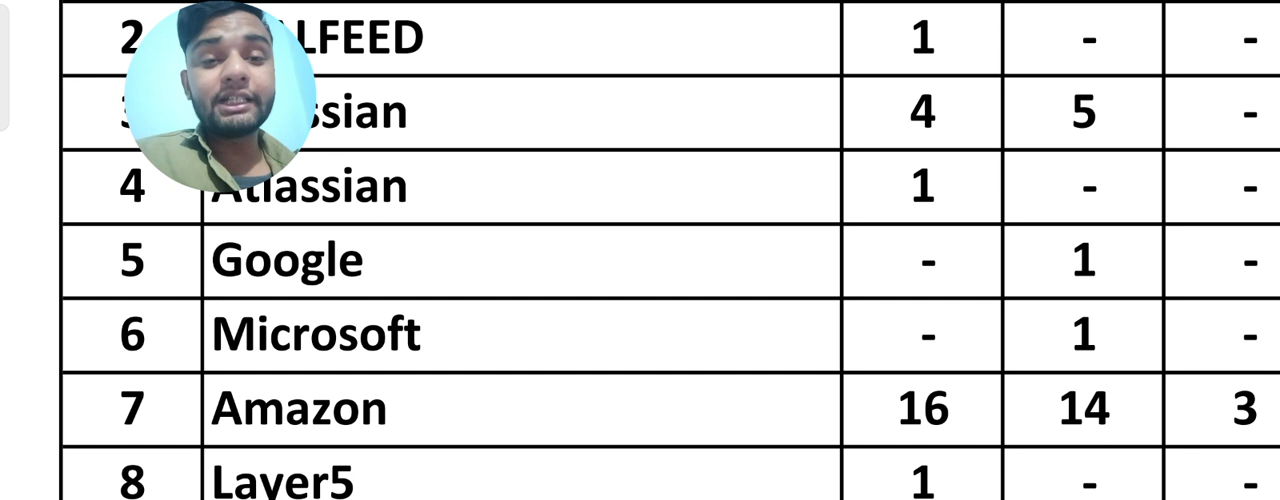 2 LFEED 1 - -
ssian 4 5 -
4 Atlassian 1 - -
5 Google - 1 -
6 Microsoft - 1 -
7 Amazon 16 14 3
8 Layer5 1 - -